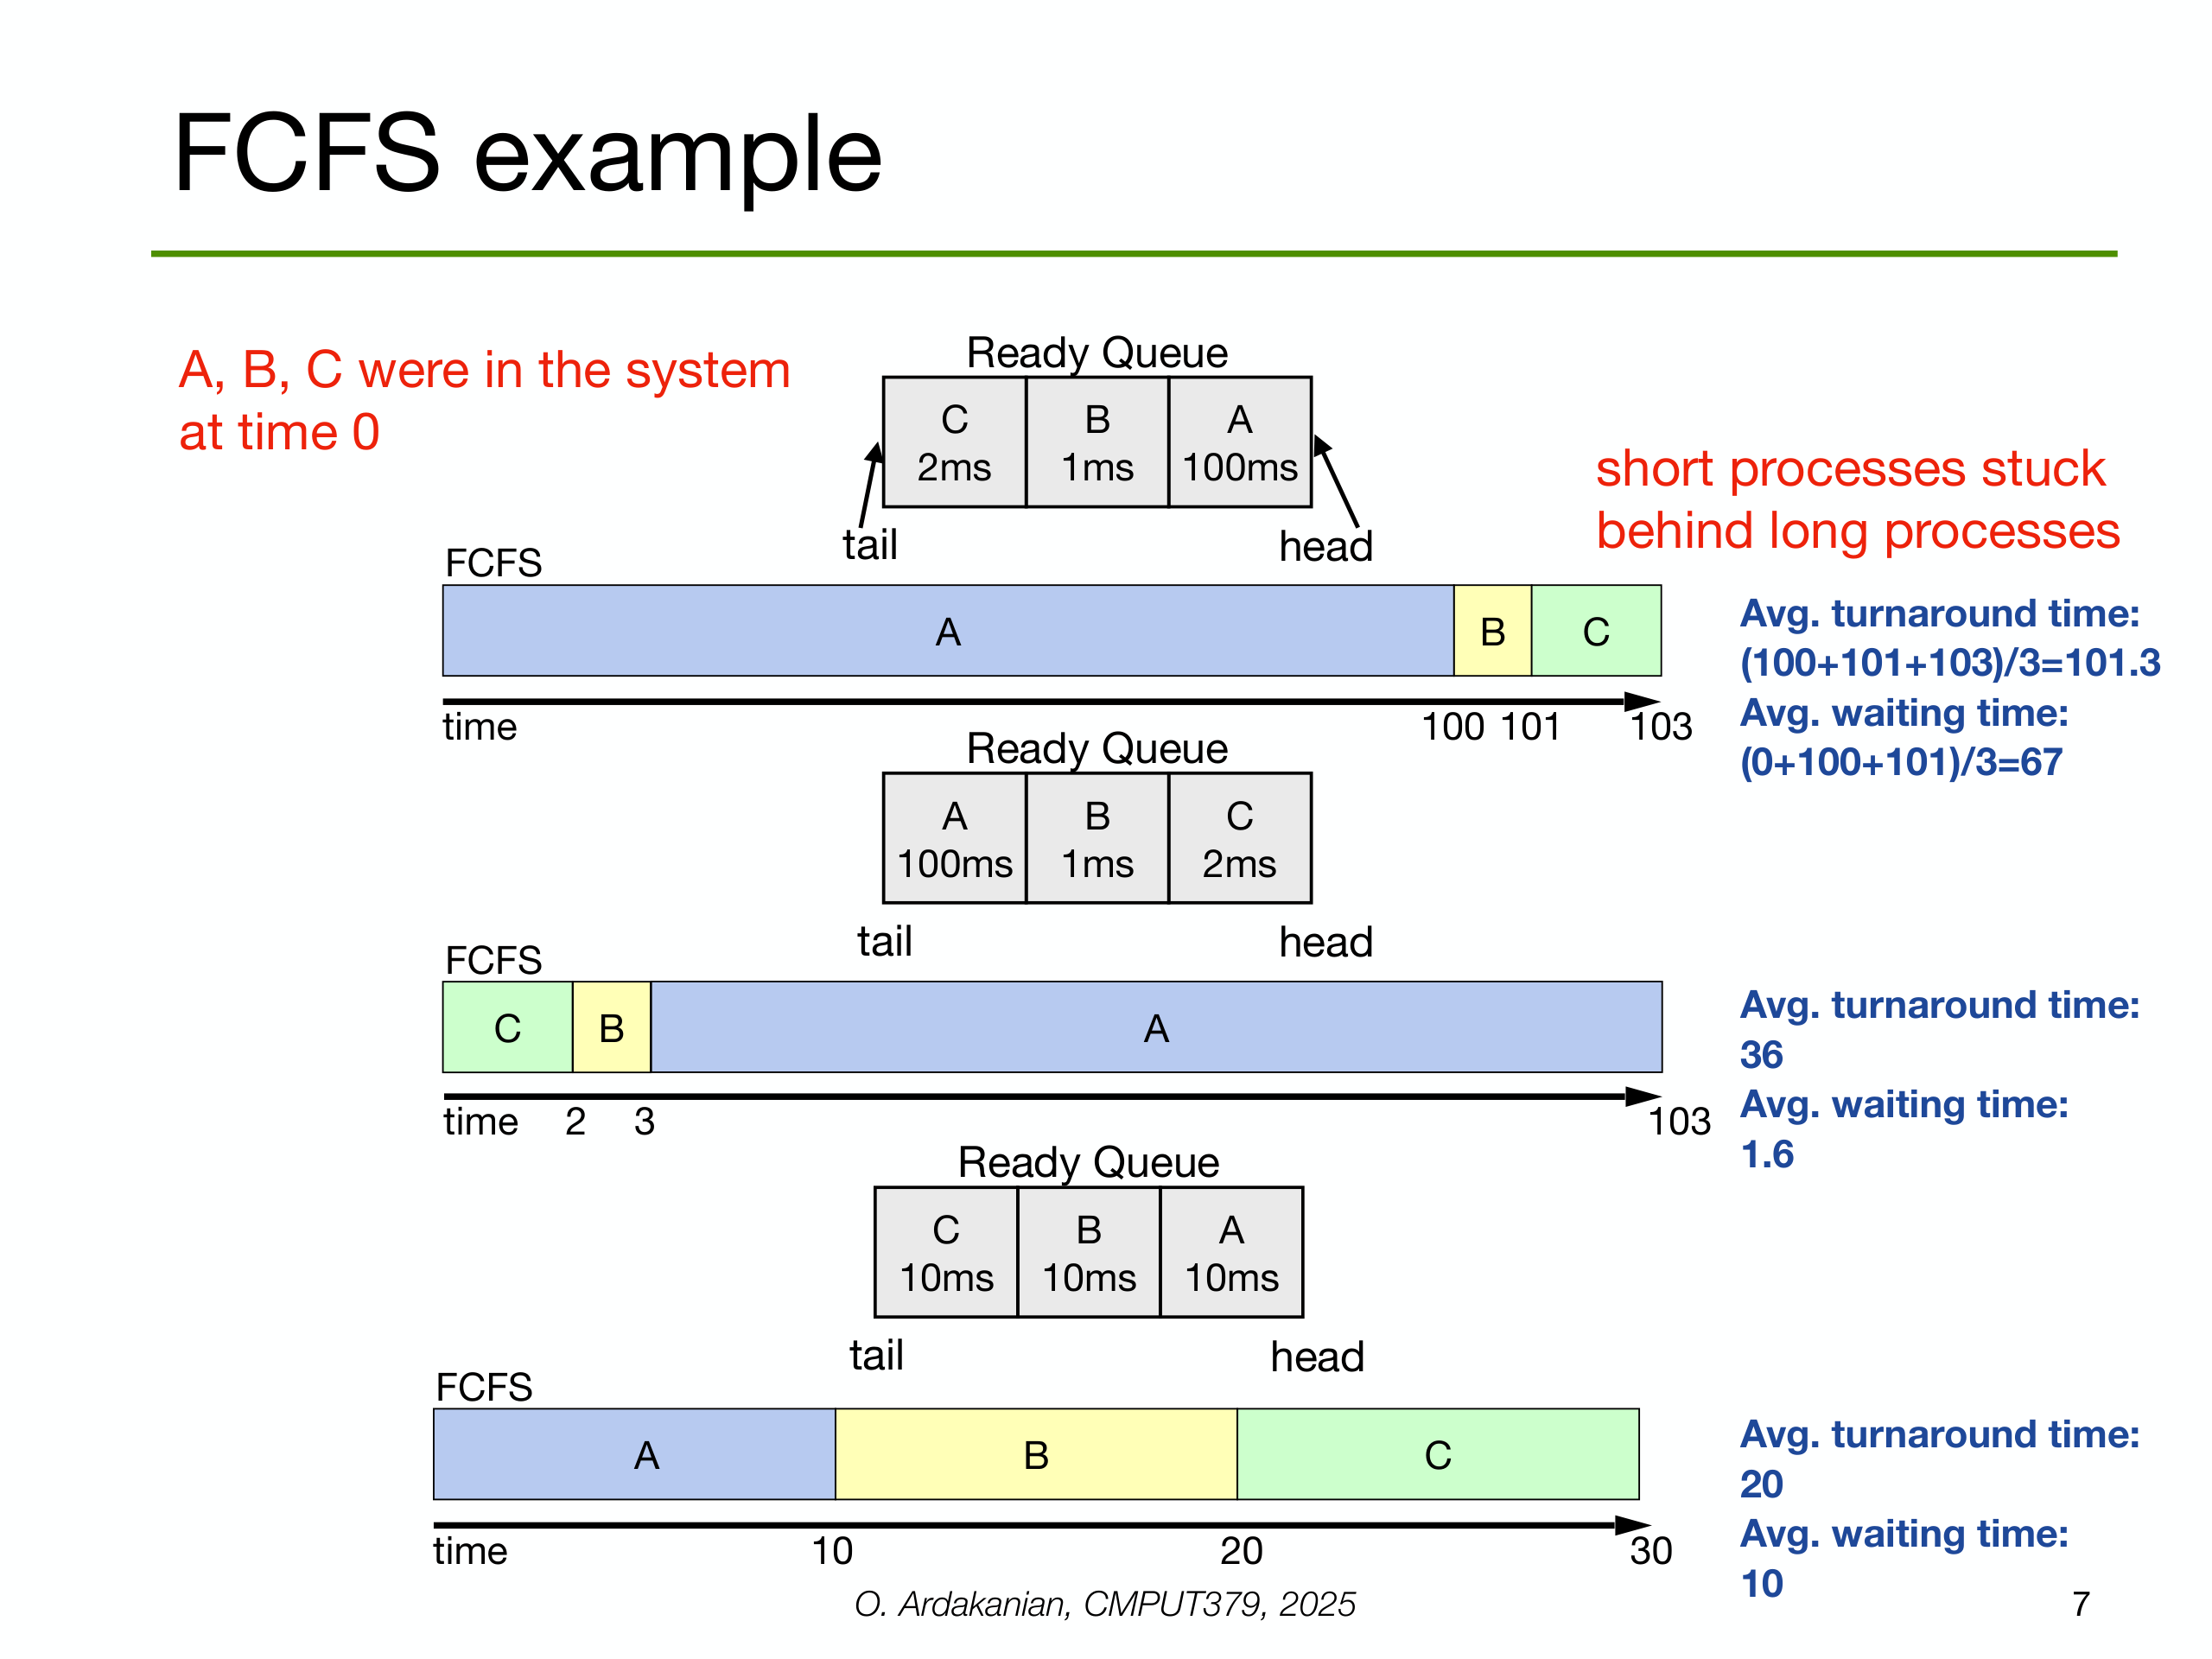 FCFS example
A, B, C were in the system
at time 0
Ready Queue
C B A
2ms 1ms 100ms
tail head
short processes stuck
behind long processes
FCFS
A B C
time 100 101 103
Avg. turnaround time:
(100+101+103)/3=101.3
Avg. waiting time:
(0+100+101)/3=67
Ready Queue
A B C
100ms 1ms 2ms
tail head
FCFS
C B A
time 2 3 103
Avg. turnaround time:
36
Avg. waiting time:
1.6
Ready Queue
C B A
10ms 10ms 10ms
tail head
FCFS
A B C
time 10 20 30
Avg. turnaround time:
20
Avg. waiting time:
10
O. Ardakanian, CMPUT379, 2025
7